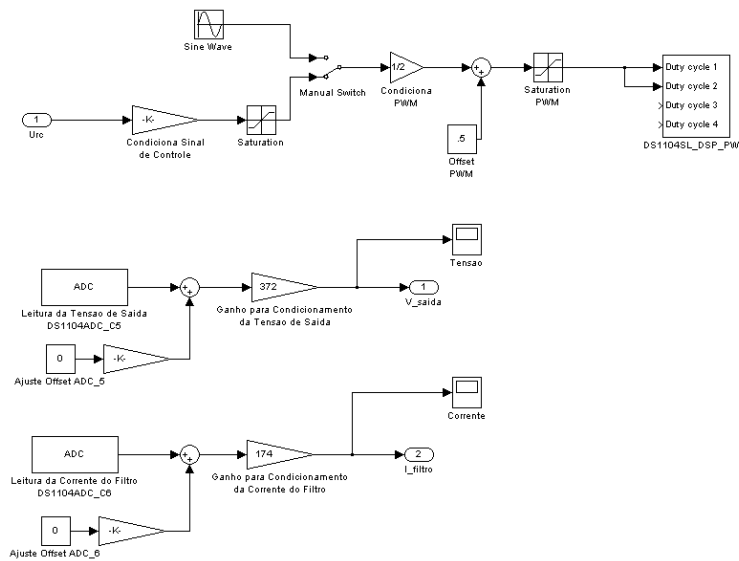 Sine Wave
Manual Switch
1/2
Condiciona
PWM
Saturation
PWM
Duty cycle 1
Duty cycle 2
Duty cycle 3
Duty cycle 4
DS1104SL_DSP_PW
1
Urc
-K-
Condiciona Sinal
de Controle
Saturation
.5
Offset
PWM
Tensao
ADC
Leitura da Tensao de Saida
DS1104ADC_C5
372
Ganho para Condicionamento
da Tensao de Saida
1
V_saida
0
Ajuste Offset ADC_5
-K-
Corrente
ADC
Leitura da Corrente do Filtro
DS1104ADC_C6
174
Ganho para Condicionamento
da Corrente do Filtro
2
I_filtro
0
Ajuste Offset ADC_6
-K-